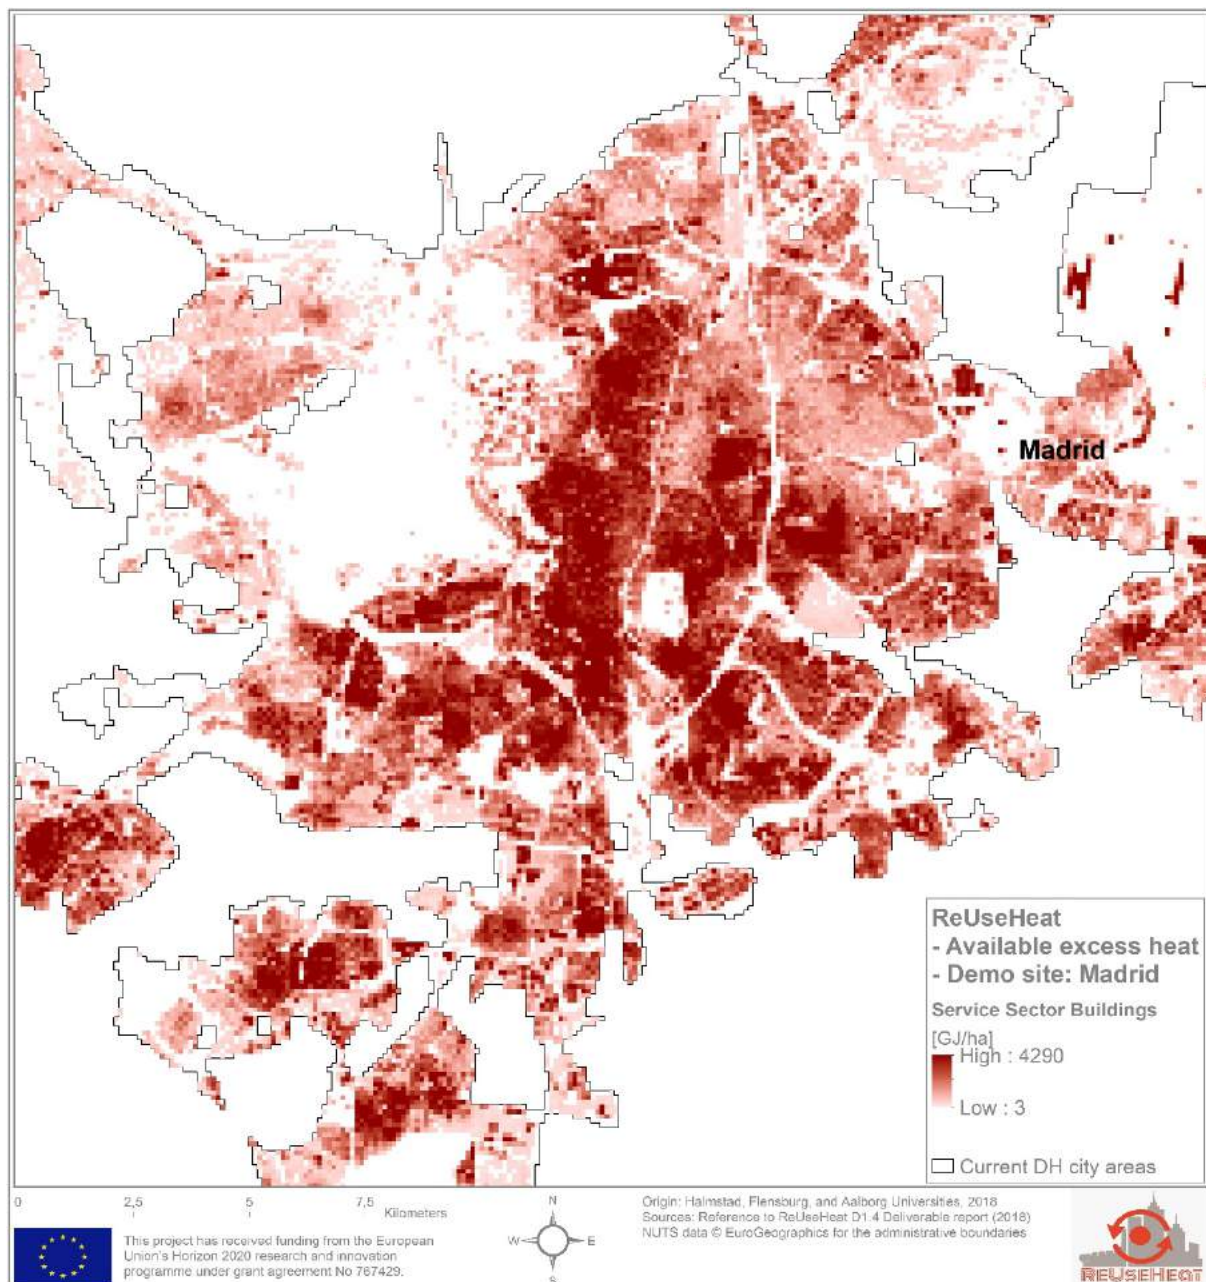 Madrid
ReUseHeat
- Available excess heat
- Demo site: Madrid
Service Sector Buildings
[GJ/ha]
High : 4290
Low : 3
Current DH city areas
0 2,5 5 7,5
Kilometers
N
W E
S
This project has received funding from the European
Union's Horizon 2020 research and innovation
programme under grant agreement No 767429.
Origin: Halmstad, Flensburg, and Aalborg Universities, 2018
Sources: Reference to ReUseHeat D1.4 Deliverable report (2018)
NUTS data © EuroGeographics for the administrative boundaries
REUSEHEAT